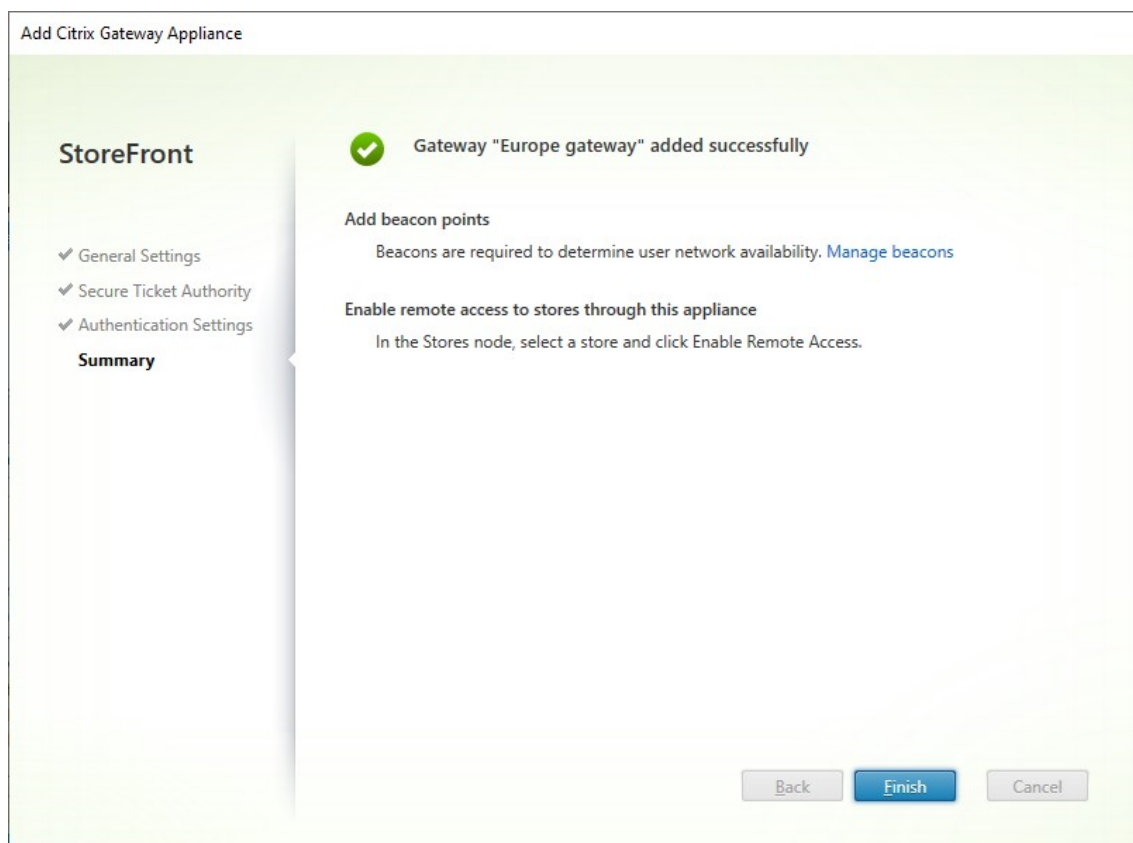 Add Citrix Gateway Appliance
StoreFront
General Settings
Secure Ticket Authority
Authentication Settings
Summary
Gateway "Europe gateway" added successfully
Add beacon points
Beacons are required to determine user network availability. Manage beacons
Enable remote access to stores through this appliance
In the Stores node, select a store and click Enable Remote Access.
Back Finish Cancel